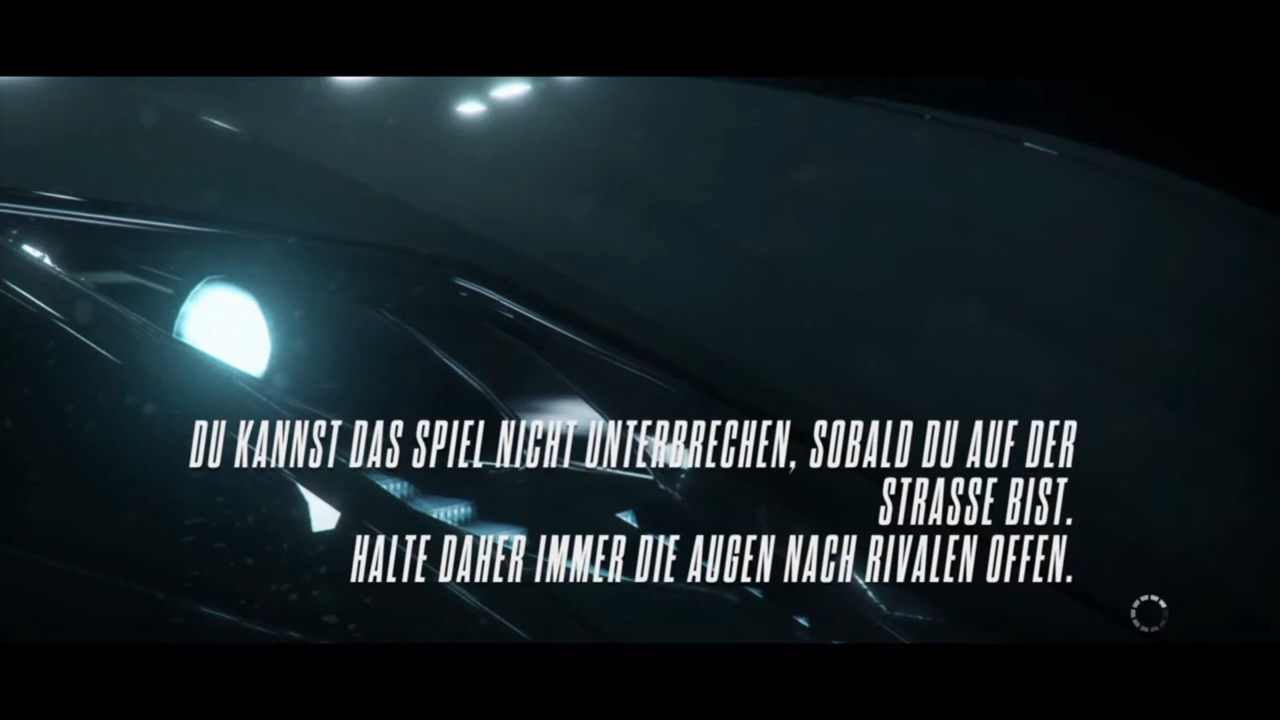 DU KANNST DAS SPIEL NICHT UNTERBRECHEN, SOBALD DU AUF DER
STRASSE BIST.
HALTE DAHER IMMER DIE AUGEN NACH RIVALEN OFFEN.